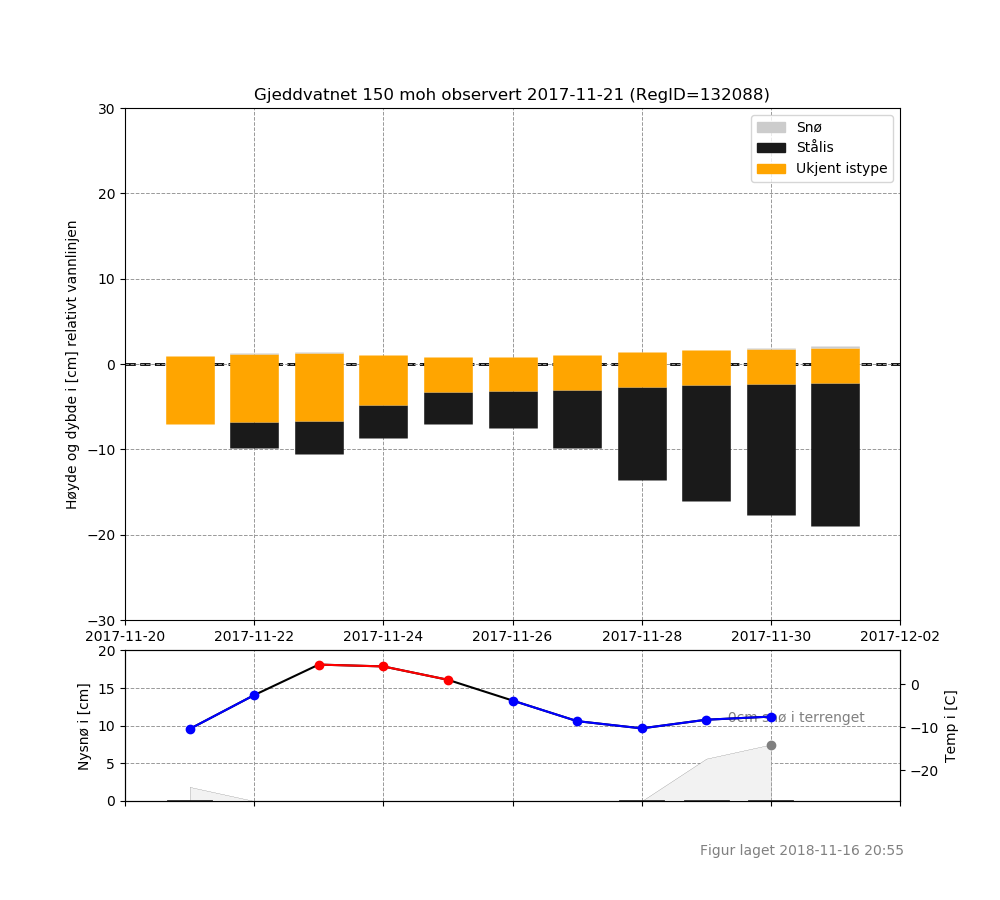 Gjeddvatnet 150 moh observert 2017-11-21 (RegID=132088)
Snø
Stålis
Ukjent istype
Høyde og dybde i [cm] relativt vannlinjen
30
20
10
0
−10
−20
−30
2017-11-20 2017-11-22 2017-11-24 2017-11-26 2017-11-28 2017-11-30 2017-12-02
Nysnø i [cm]
20
15
10
5
0
0cm snø i terrenget
0
−10
−20
Temp i [C]
Figur laget 2018-11-16 20:55